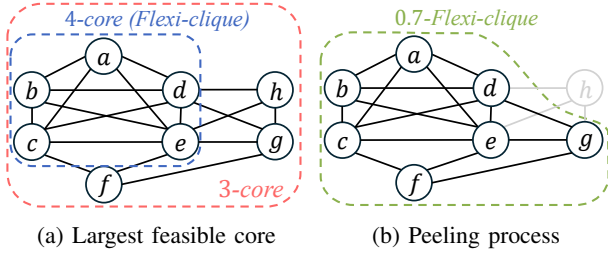 4-core (Flexi-clique)
a
b
d
h
c
e
g
f
3-core
(a) Largest feasible core
0.7-Flexi-clique
a
b
d
h
c
e
g
f
(b) Peeling process